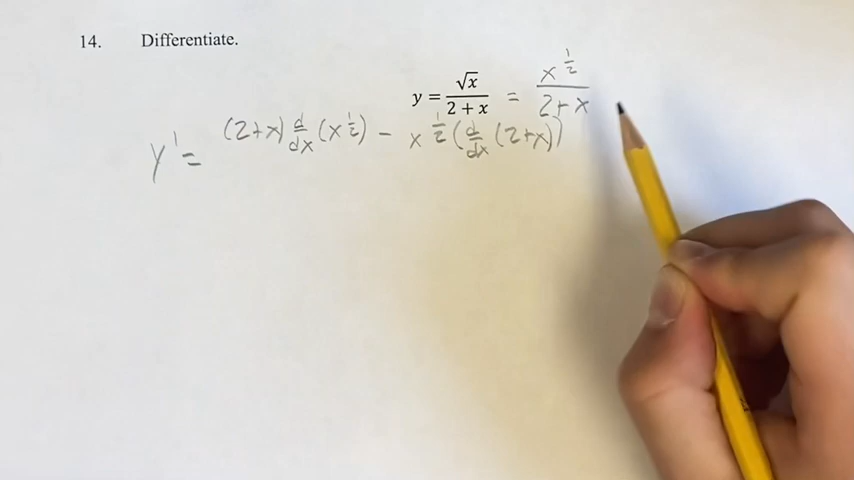 14. Differentiate.
y = √x / (2 + x) = x^(1/2) / (2 + x)
y' = (2+x) d/dx (x^(1/2)) − x^(1/2) (d/dx (2+x))